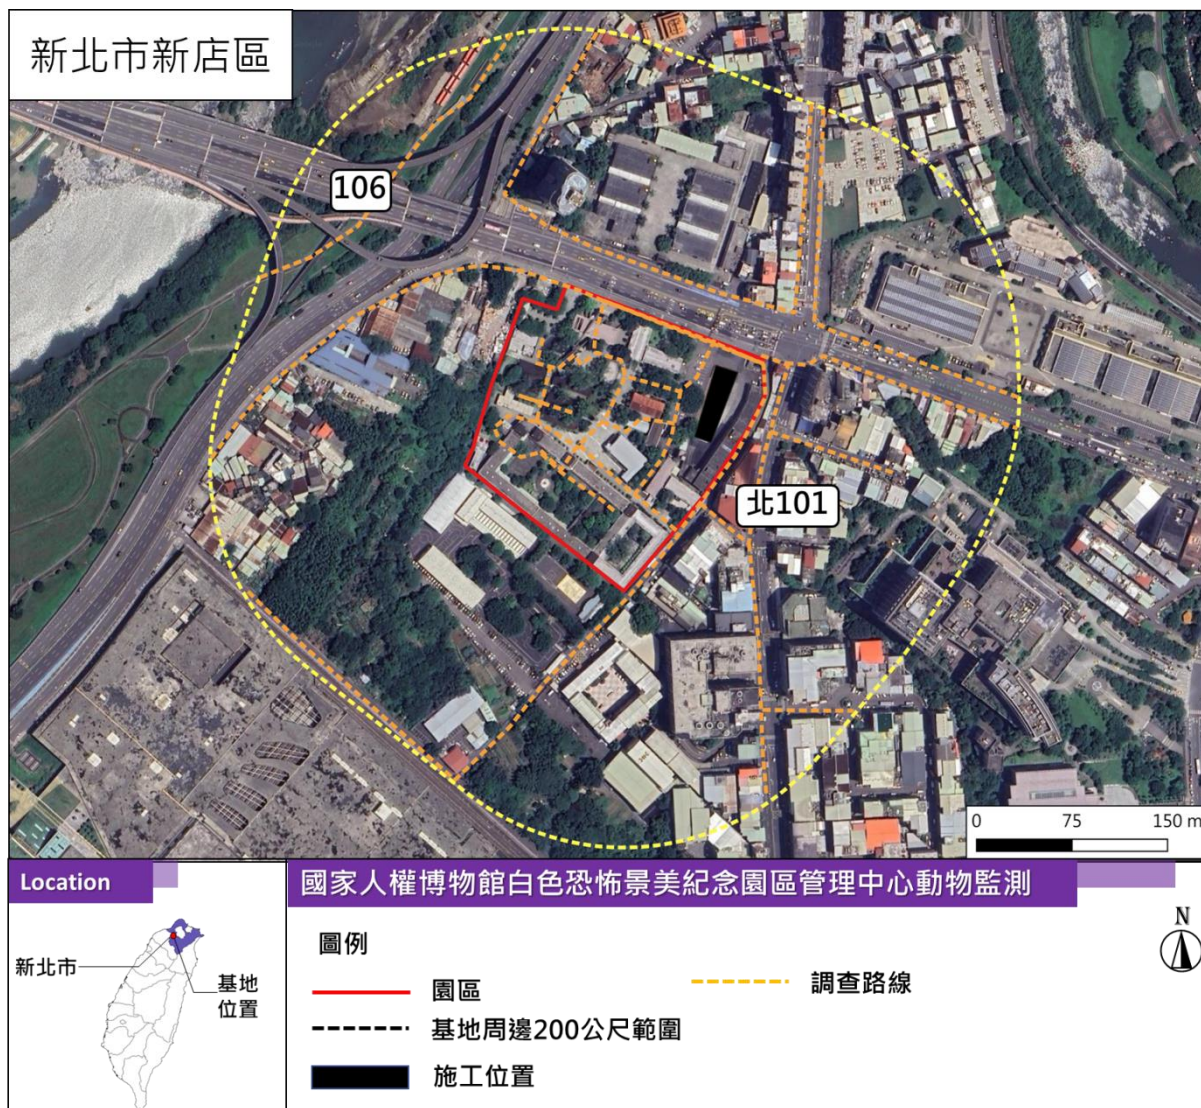 新北市新店區
106
北101
0 75 150 m
Location
新北市
基地
位置
國家人權博物館白色恐怖景美紀念園區管理中心動物監測
圖例
園區
調查路線
基地周邊200公尺範圍
施工位置
N